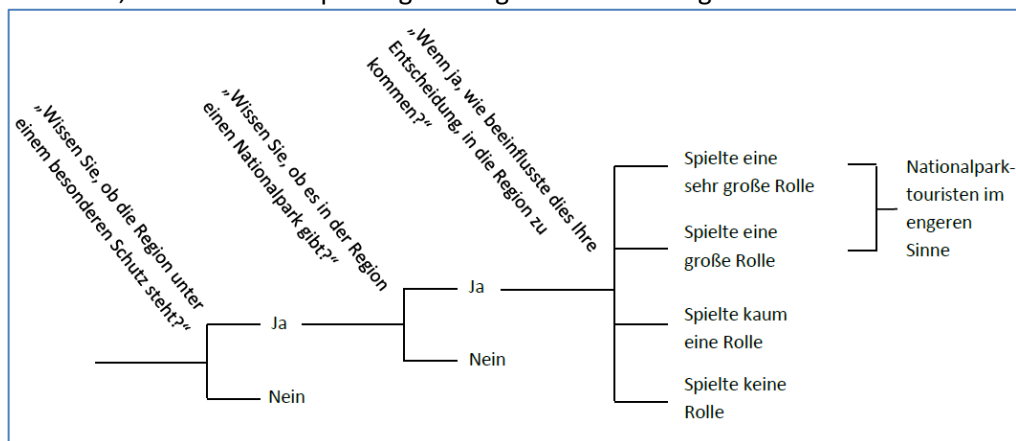 „Wissen Sie, ob die Region unter
einem besonderen Schutz steht?“
„Wissen Sie, ob es in der Region
einen Nationalpark gibt?“
„Wenn ja, wie beeinflusste dies Ihre
Entscheidung, in die Region zu
kommen?“
Ja
Nein
Ja
Nein
Spielte eine
sehr große Rolle
Spielte eine
große Rolle
Spielte kaum
eine Rolle
Spielte keine
Rolle
Nationalpark-
touristen im
engeren
Sinne